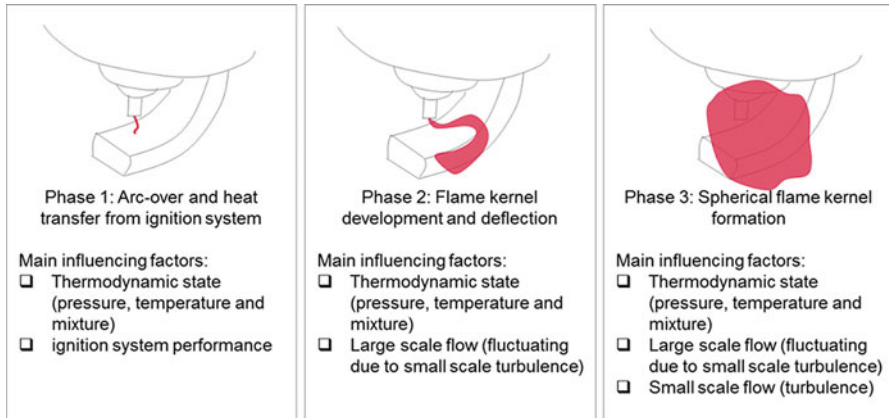 Phase 1: Arc-over and heat
transfer from ignition system
Main influencing factors:
❑ Thermodynamic state
(pressure, temperature and
mixture)
❑ ignition system performance
Phase 2: Flame kernel
development and deflection
Main influencing factors:
❑ Thermodynamic state
(pressure, temperature and
mixture)
❑ Large scale flow (fluctuating
due to small scale turbulence)
Phase 3: Spherical flame kernel
formation
Main influencing factors:
❑ Thermodynamic state
(pressure, temperature and
mixture)
❑ Large scale flow (fluctuating
due to small scale turbulence)
❑ Small scale flow (turbulence)